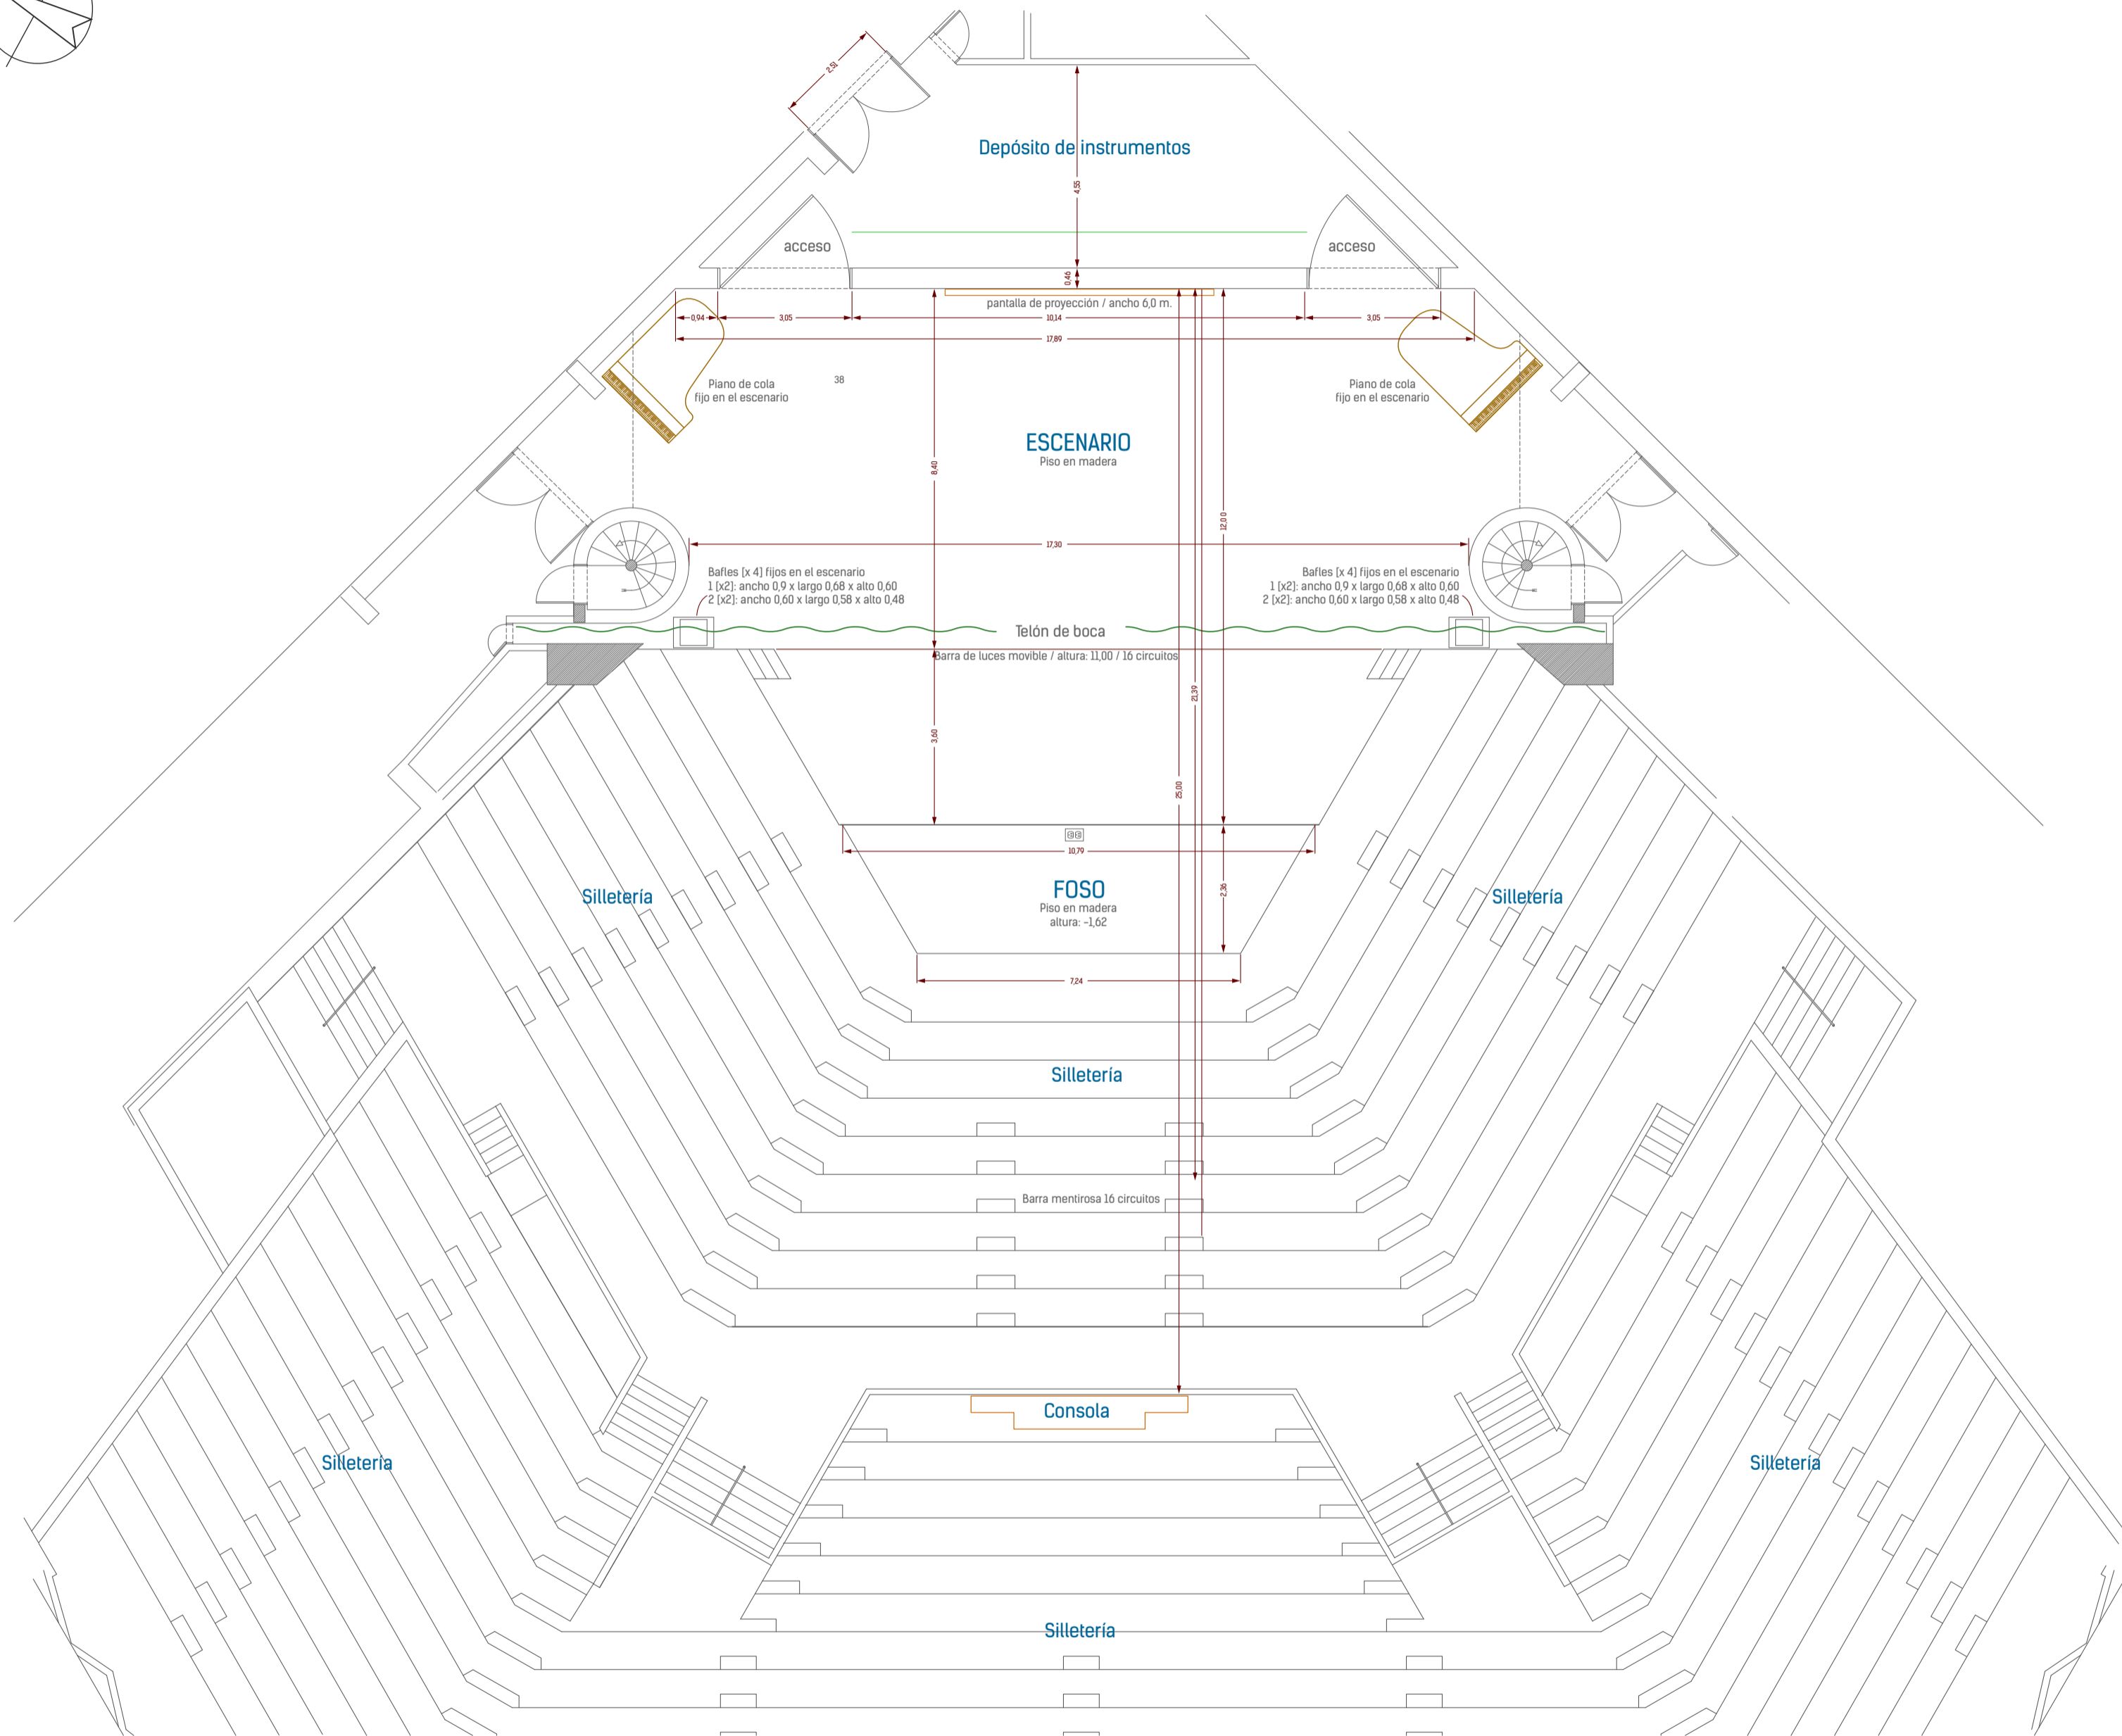 2,51
Depósito de instrumentos
4,55
acceso
acceso
0,46
pantalla de proyección / ancho 6,0 m.
0,94
3,05
10,14
3,05
17,89
38
Piano de cola
fijo en el escenario
Piano de cola
fijo en el escenario
ESCENARIO
Piso en madera
8,40
12,00
17,30
Bafles [x 4] fijos en el escenario
1 [x2]: ancho 0,9 x largo 0,68 x alto 0,60
2 [x2]: ancho 0,60 x largo 0,58 x alto 0,48
Bafles [x 4] fijos en el escenario
1 [x2]: ancho 0,9 x largo 0,68 x alto 0,60
2 [x2]: ancho 0,60 x largo 0,58 x alto 0,48
Telón de boca
Barra de luces movible / altura: 11,00 / 16 circuitos
21,39
3,60
25,00
10,79
FOSO
Piso en madera
altura: -1,62
2,36
Silletería
Silletería
7,24
Silletería
Barra mentirosa 16 circuitos
Consola
Silletería
Silletería
Silletería